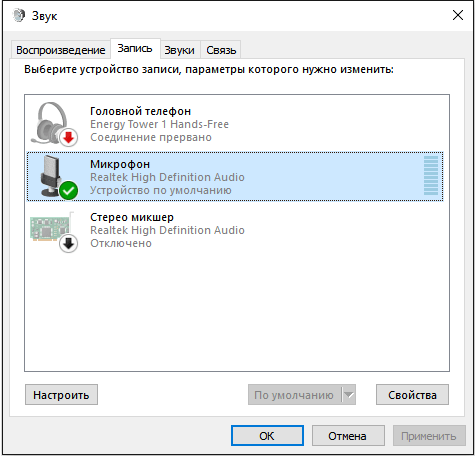 Звук
Воспроизведение Запись Звуки Связь
Выберите устройство записи, параметры которого нужно изменить:
Головной телефон
Energy Tower 1 Hands-Free
Соединение прервано
Микрофон
Realtek High Definition Audio
Устройство по умолчанию
Стерео микшер
Realtek High Definition Audio
Отключено
Настроить По умолчанию Свойства
ОК Отмена Применить